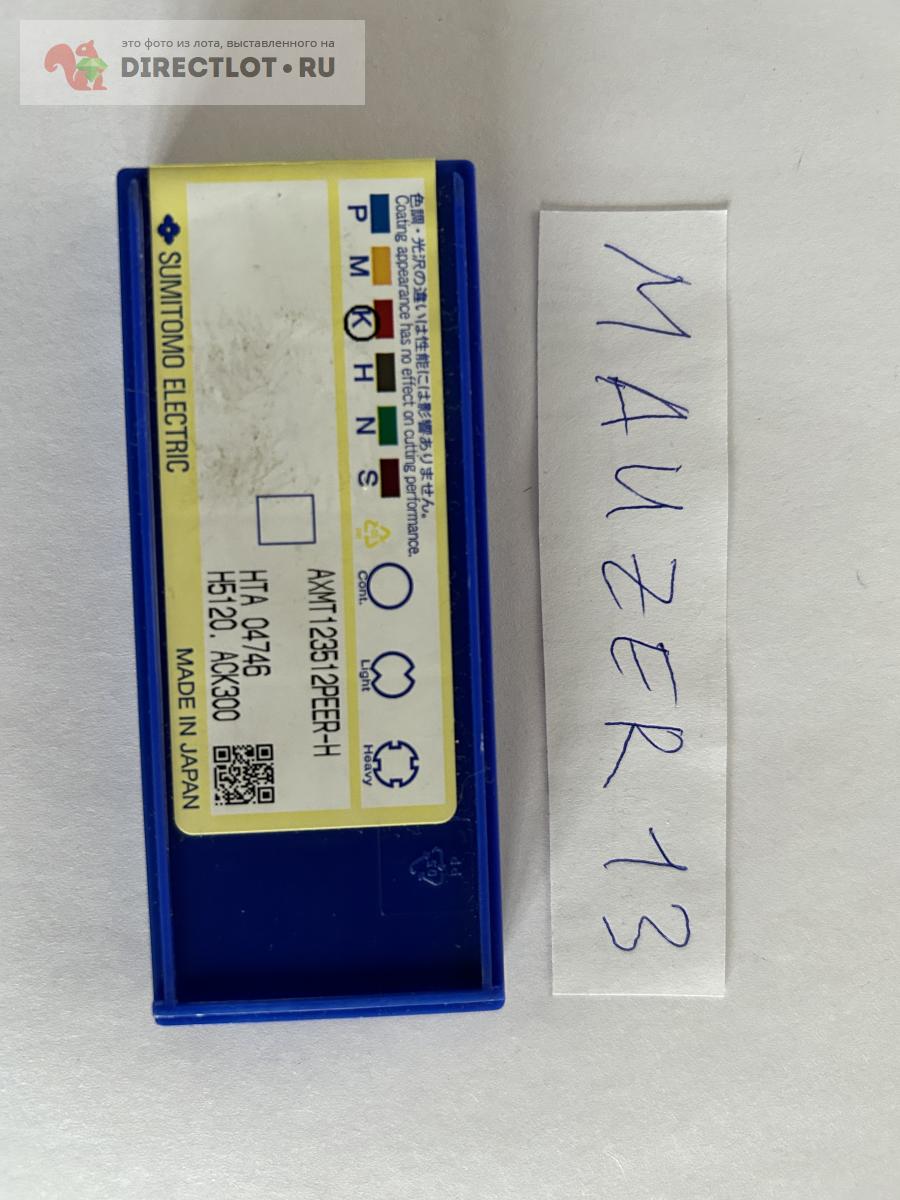 это фото из лота, выставленного на
DIRECTLOT•RU
色調・光沢の違いは性能には影響ありません。
Coating appearance has no effect on cutting performance.
P M K H N S
Cont. Light Heavy
AXMT123512PEER-H
HTA 04746
H5120. ACK300
SUMITOMO ELECTRIC
MADE IN JAPAN
MAUZER 13